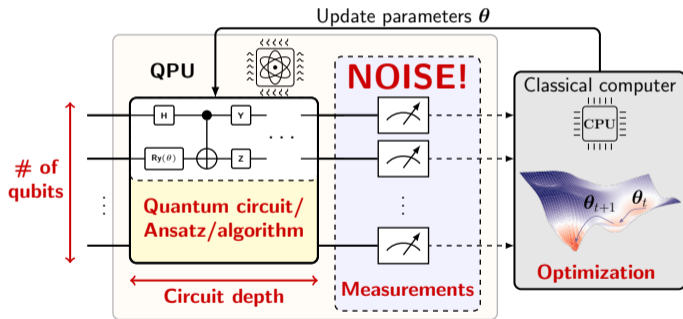 Update parameters θ
QPU
NOISE!
Classical computer
CPU
H
Y
Ry(θ)
Z
. . .
. . .
# of
qubits
Quantum circuit/
Ansatz/algorithm
θt+1
θt
Optimization
Circuit depth
Measurements